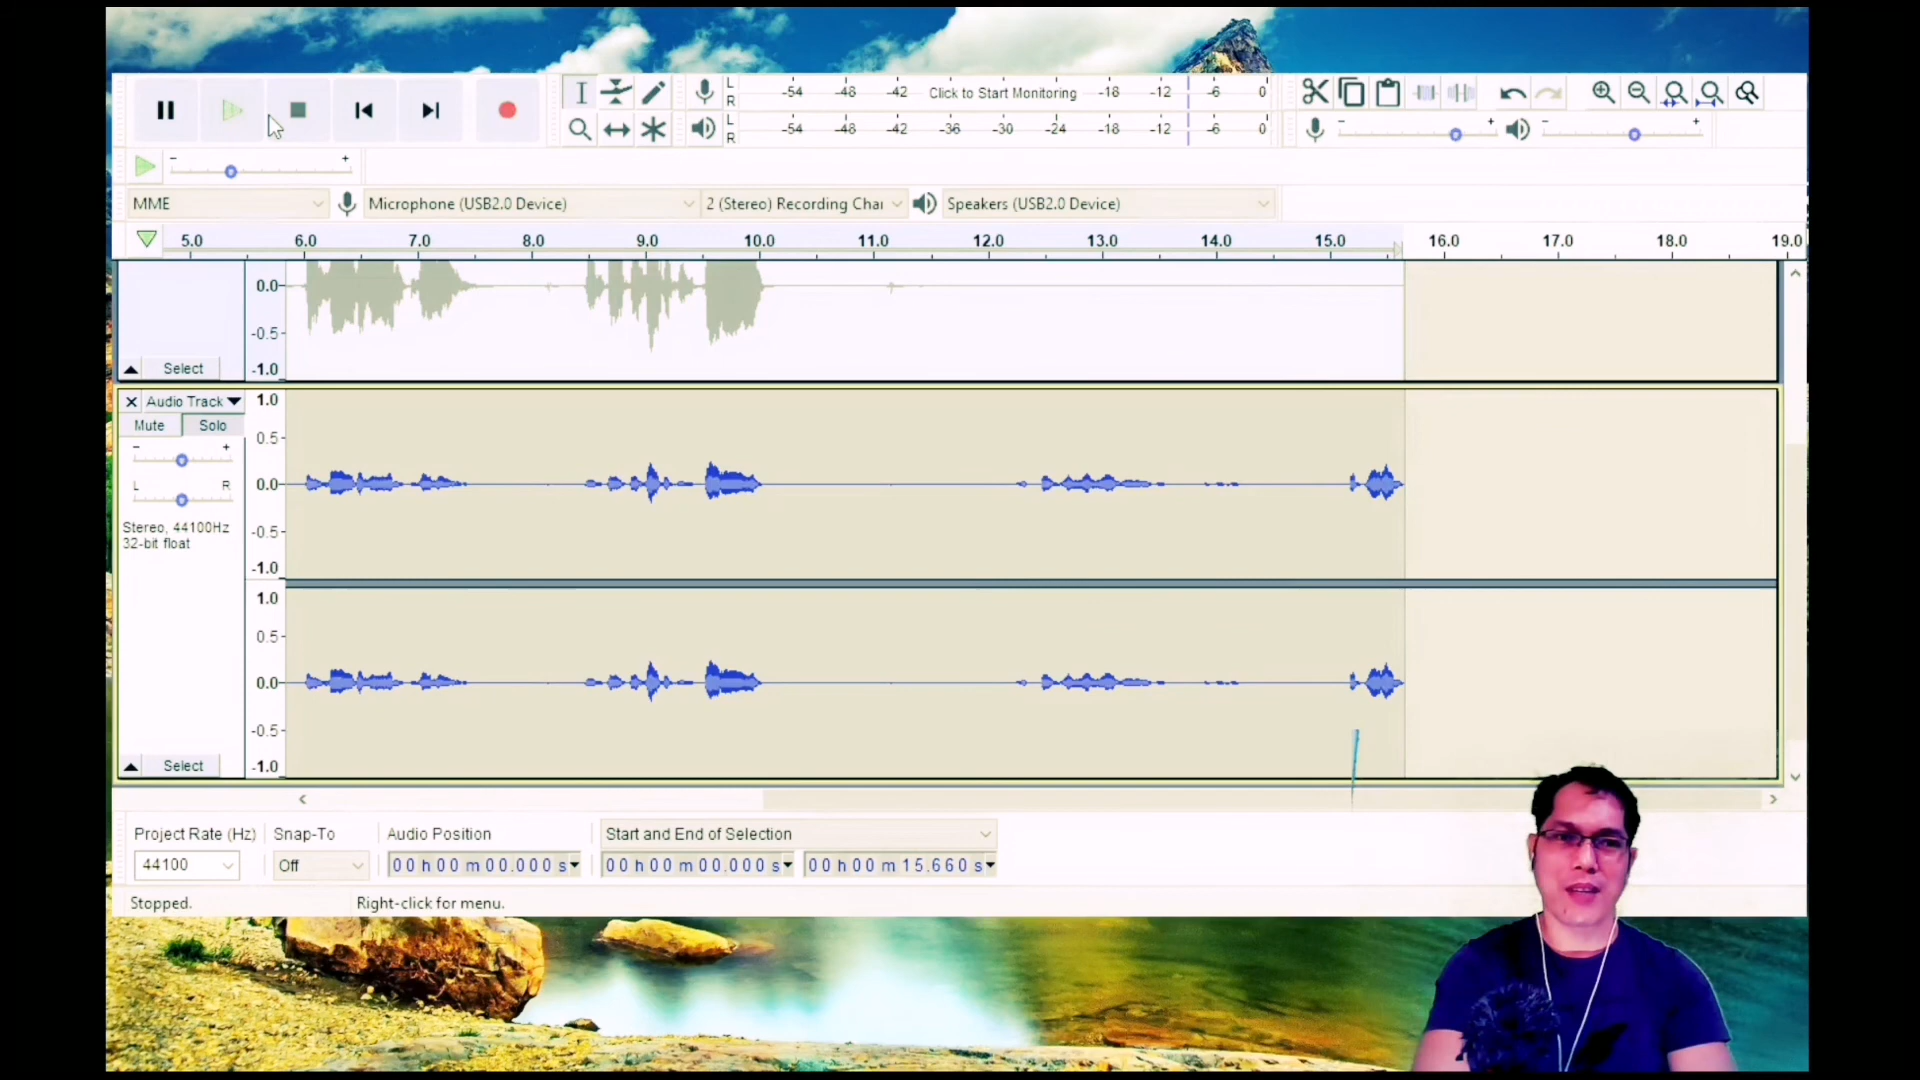 L
R
-54 -48 -42 Click to Start Monitoring -18 -12 -6 0
L
R
-54 -48 -42 -36 -30 -24 -18 -12 -6 0
- +
- +
- +
MME
Microphone (USB2.0 Device)
2 (Stereo) Recording Chai
Speakers (USB2.0 Device)
5.0 6.0 7.0 8.0 9.0 10.0 11.0 12.0 13.0 14.0 15.0 16.0 17.0 18.0 19.0
0.0
-0.5
-1.0
Select
Audio Track
Mute
Solo
- +
L R
Stereo, 44100Hz
32-bit float
Select
1.0
0.5
0.0
-0.5
-1.0
1.0
0.5
0.0
-0.5
-1.0
Project Rate (Hz)
Snap-To
Audio Position
Start and End of Selection
44100
Off
00 h 00 m 00.000 s
00 h 00 m 00.000 s
00 h 00 m 15.660 s
Stopped.
Right-click for menu.